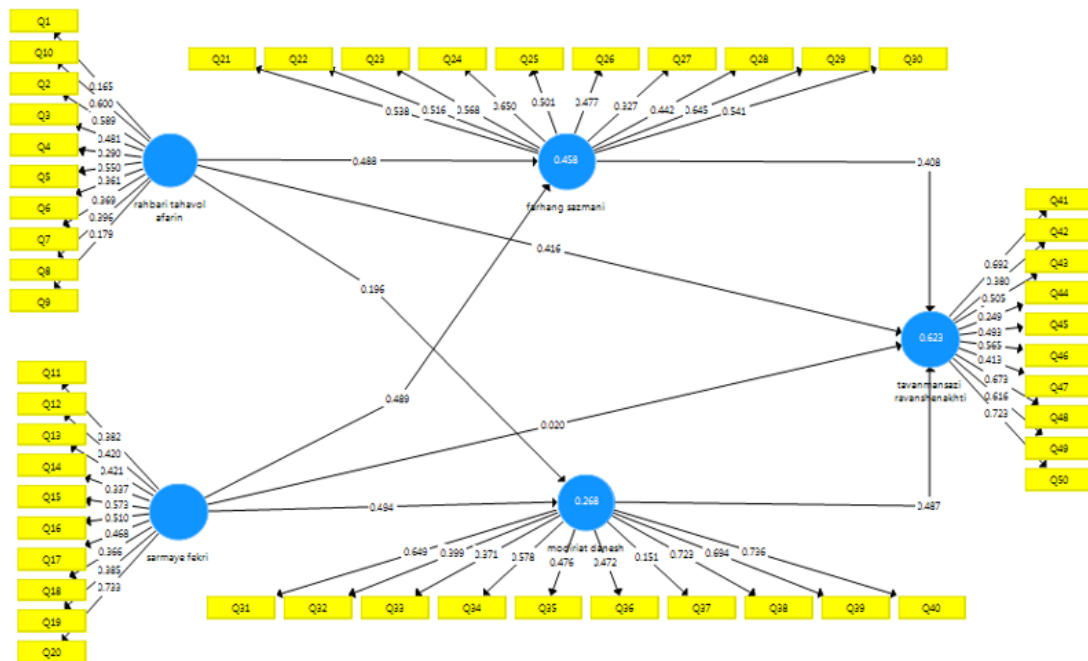 Q1
Q10
Q2
Q3
Q4
Q5
Q6
Q7
Q8
Q9
0.165
0.600
0.589
0.481
0.290
0.550
0.361
0.369
0.396
0.179
rahbari tahavol
afarin
Q21
Q22
Q23
Q24
Q25
Q26
Q27
Q28
Q29
Q30
0.538
0.516
0.568
0.650
0.501
0.477
0.327
0.442
0.645
0.541
0.458
farhang sazmani
0.488
0.408
0.416
0.196
0.489
0.020
0.494
0.487
Q41
Q42
Q43
Q44
Q45
Q46
Q47
Q48
Q49
Q50
0.692
0.380
0.505
0.249
0.493
0.565
0.413
0.673
0.616
0.723
0.623
tavanmansazi
ravanshenakhti
Q11
Q12
Q13
Q14
Q15
Q16
Q17
Q18
Q19
Q20
0.382
0.420
0.421
0.337
0.573
0.510
0.468
0.366
0.385
0.733
sarmaye fekri
0.268
modiriat danesh
0.649
0.399
0.371
0.578
0.476
0.472
0.151
0.723
0.694
0.736
Q31
Q32
Q33
Q34
Q35
Q36
Q37
Q38
Q39
Q40